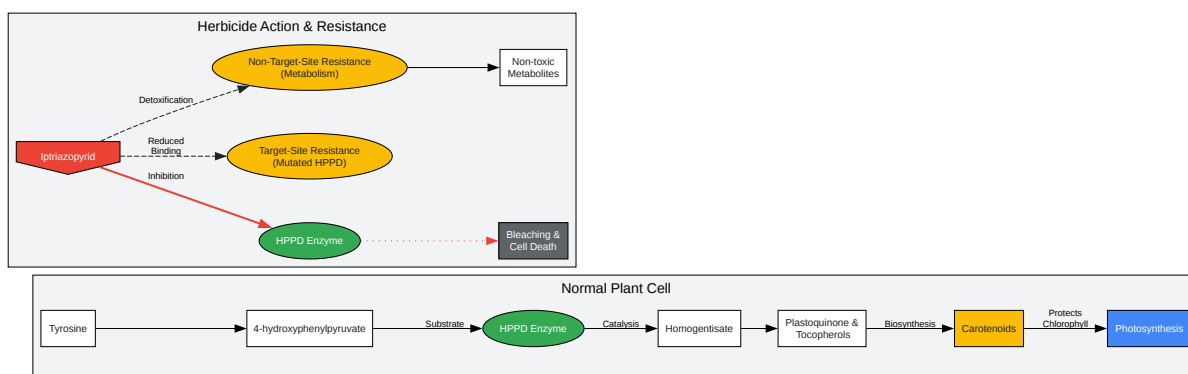 Herbicide Action & Resistance
Non-Target-Site Resistance
(Metabolism)
Non-toxic
Metabolites
Detoxification
Iptriazopyrid
Reduced
Binding
Target-Site Resistance
(Mutated HPPD)
Inhibition
HPPD Enzyme
Bleaching &
Cell Death
Normal Plant Cell
Tyrosine
4-hydroxyphenylpyruvate
Substrate
HPPD Enzyme
Catalysis
Homogentisate
Plastoquinone &
Tocopherols
Biosynthesis
Carotenoids
Protects
Chlorophyll
Photosynthesis